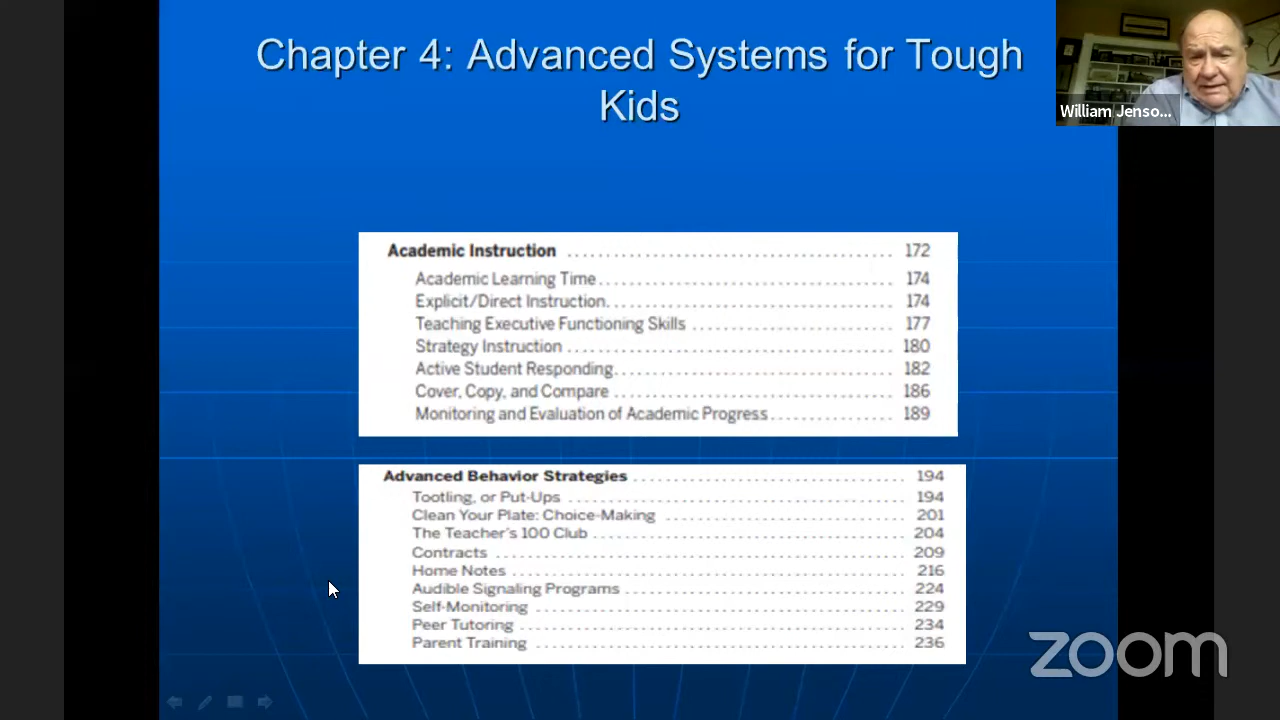 Chapter 4: Advanced Systems for Tough
Kids
William Jenso...
Academic Instruction ........................................ 172
Academic Learning Time ........................................ 174
Explicit/Direct Instruction ........................................ 174
Teaching Executive Functioning Skills ........................................ 177
Strategy Instruction ........................................ 180
Active Student Responding ........................................ 182
Cover, Copy, and Compare ........................................ 186
Monitoring and Evaluation of Academic Progress ................ 189
Advanced Behavior Strategies ........................................ 194
Tootling, or Put-Ups ........................................ 194
Clean Your Plate: Choice-Making ........................................ 201
The Teacher's 100 Club ........................................ 204
Contracts ........................................ 209
Home Notes ........................................ 216
Audible Signaling Programs ........................................ 224
Self-Monitoring ........................................ 229
Peer Tutoring ........................................ 234
Parent Training ........................................ 236
zoom